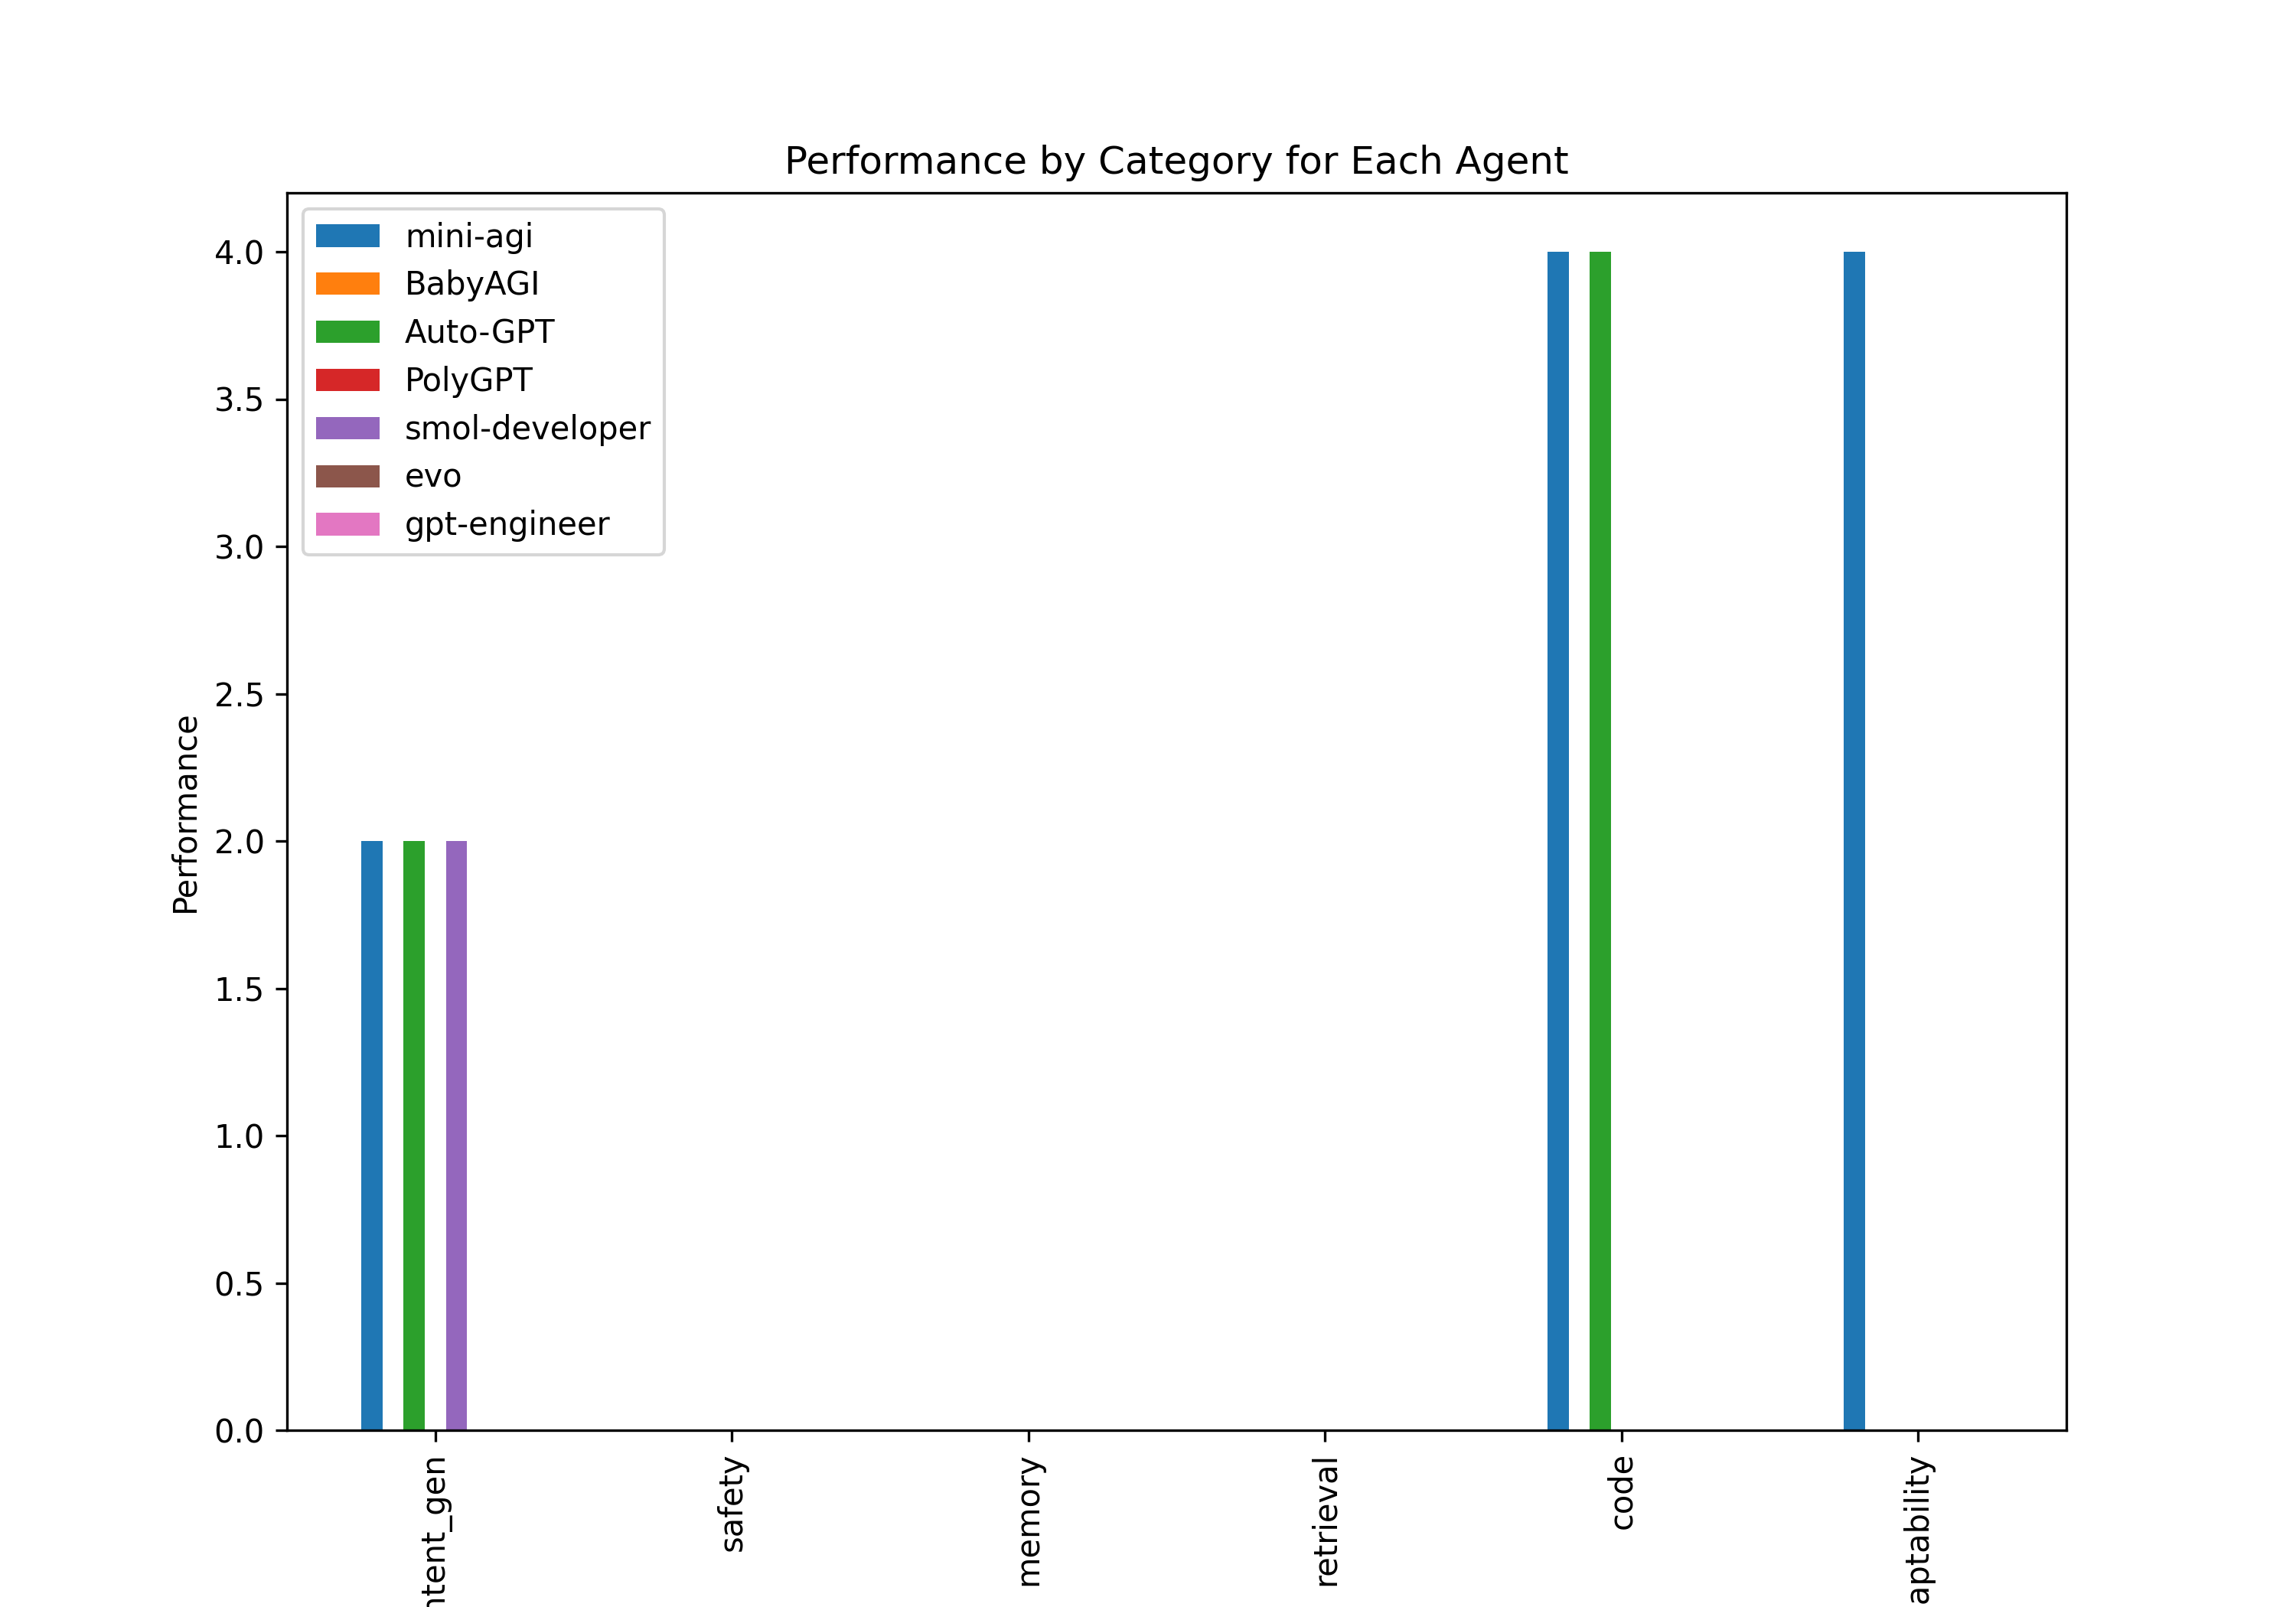 Performance by Category for Each Agent
mini-agi
BabyAGI
Auto-GPT
PolyGPT
smol-developer
evo
gpt-engineer
4.0
3.5
3.0
2.5
2.0
1.5
1.0
0.5
0.0
Performance
ntent_gen
safety
memory
retrieval
code
aptability